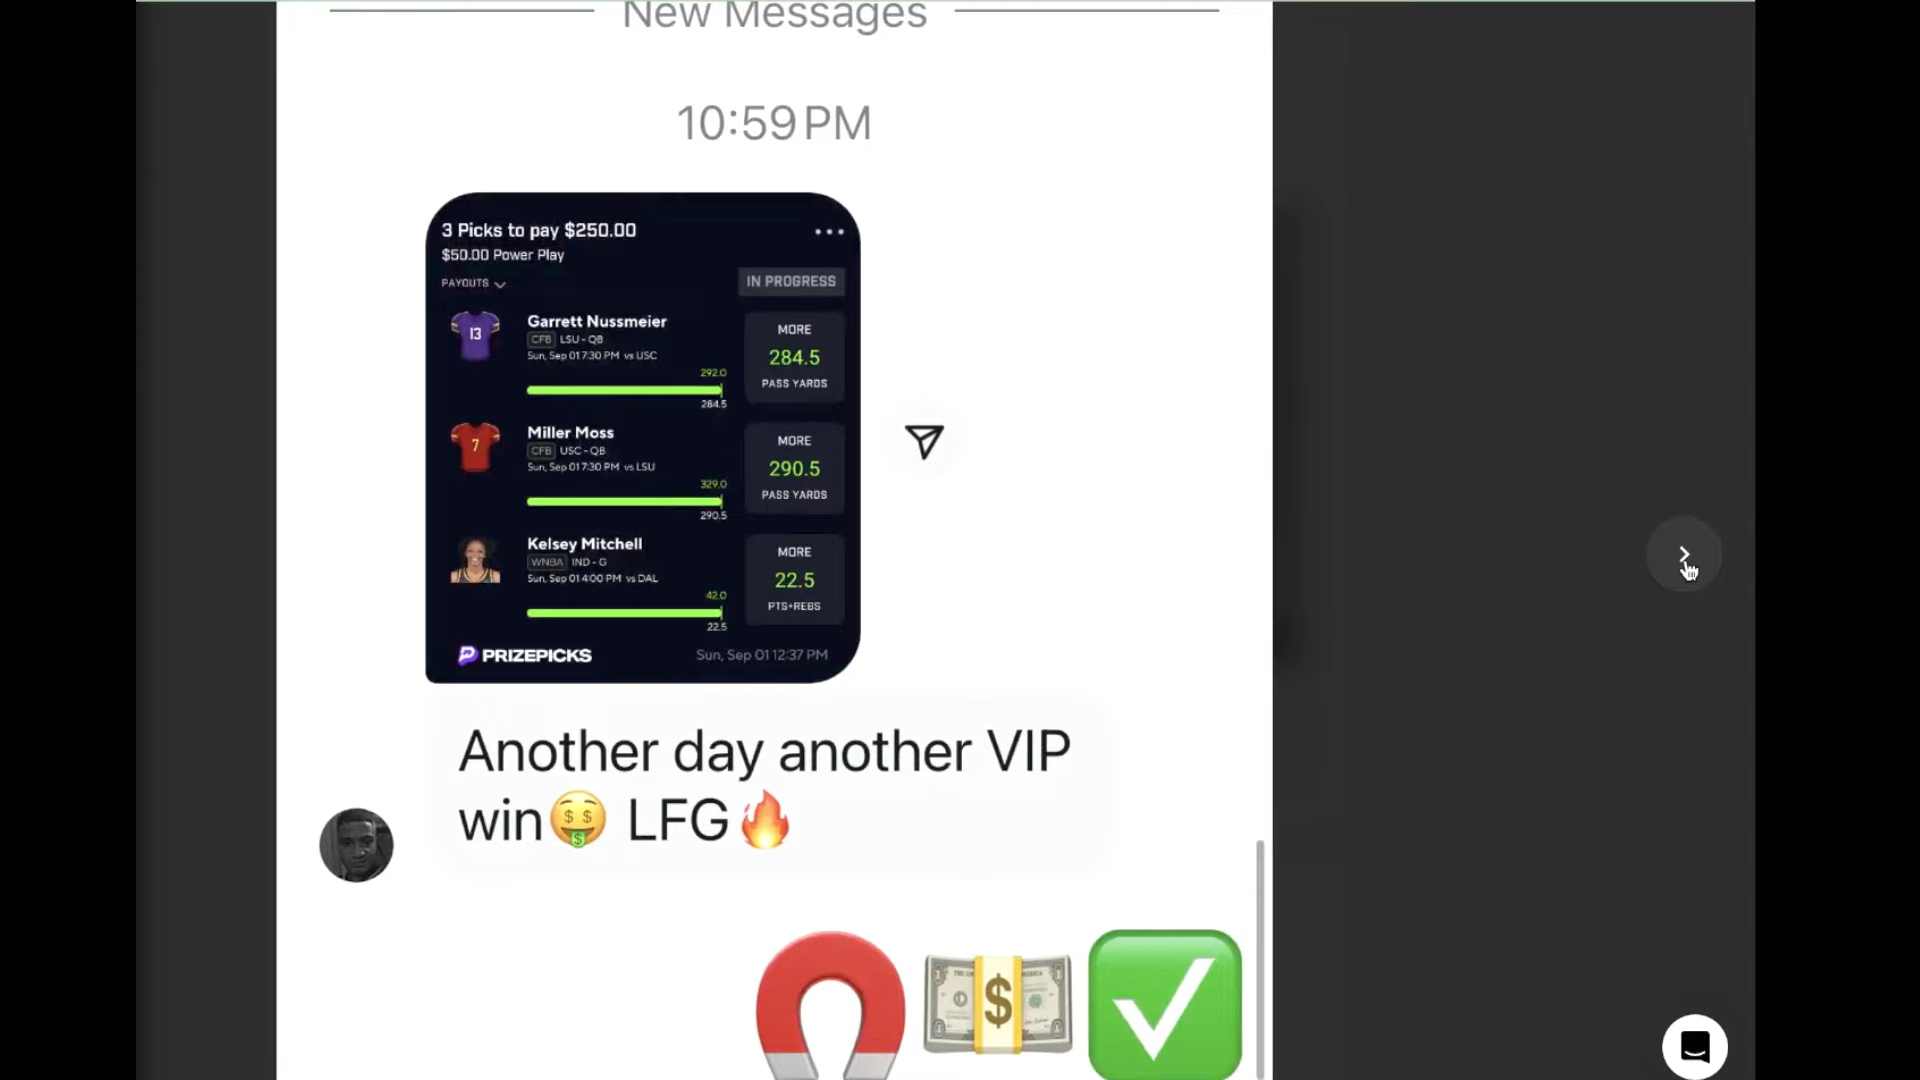 New Messages
10:59 PM
3 Picks to pay $250.00
$50.00 Power Play
PAYOUTS
IN PROGRESS
13
Garrett Nussmeier
CFB LSU - QB
Sun, Sep 01 7:30 PM vs USC
292.0
284.5
MORE
284.5
PASS YARDS
7
Miller Moss
CFB USC - QB
Sun, Sep 01 7:30 PM vs LSU
329.0
290.5
MORE
290.5
PASS YARDS
Kelsey Mitchell
WNBA IND - G
Sun, Sep 01 4:00 PM vs DAL
42.0
22.5
MORE
22.5
PTS+REBS
PRIZEPICKS
Sun, Sep 01 12:37 PM
Another day another VIP
win🤑 LFG🔥